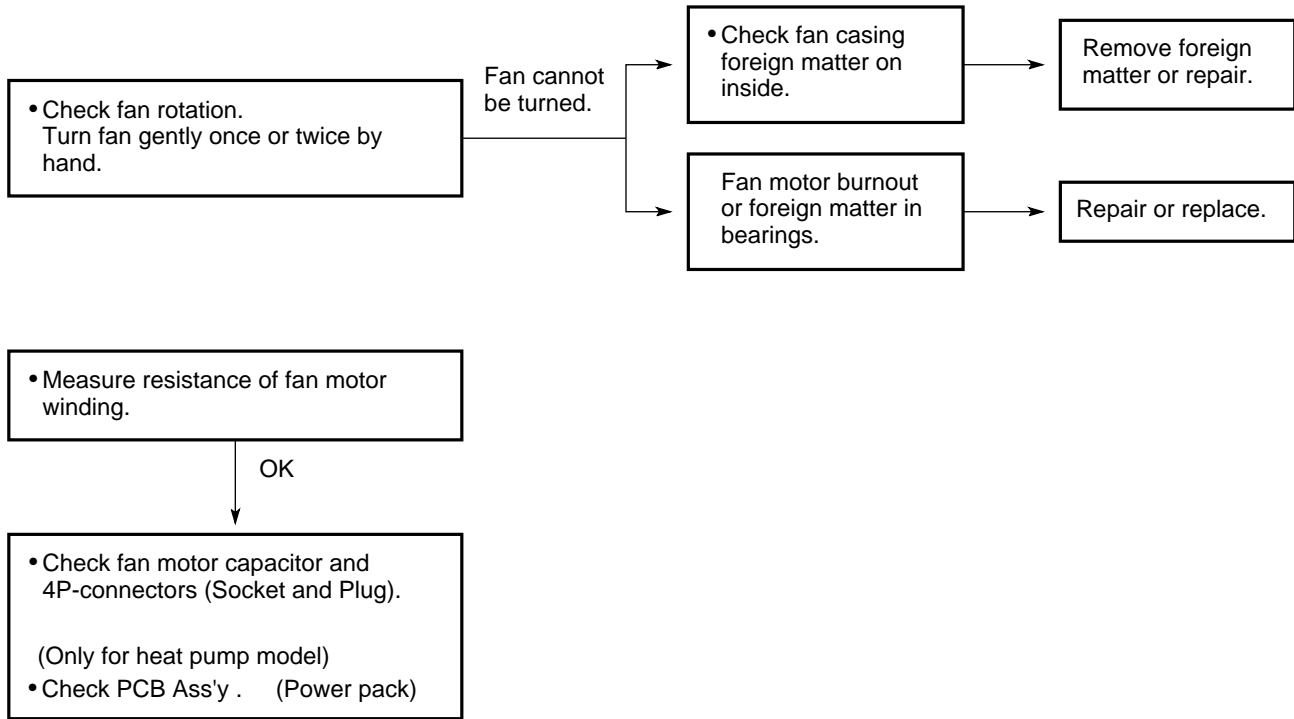 • Check fan rotation.
Turn fan gently once or twice by
hand.
Fan cannot
be turned.
• Check fan casing
foreign matter on
inside.
Remove foreign
matter or repair.
Fan motor burnout
or foreign matter in
bearings.
Repair or replace.
• Measure resistance of fan motor
winding.
OK
• Check fan motor capacitor and
4P-connectors (Socket and Plug).
(Only for heat pump model)
• Check PCB Ass'y . (Power pack)